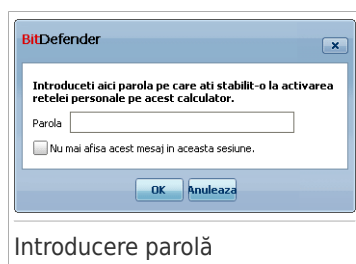 BitDefender
Introduceti aici parola pe care ati stabilit-o la activarea
retelei personale pe acest calculator.
Parola
Nu mai afisa acest mesaj in aceasta sesiune.
OK
Anuleaza
Introducere parolă